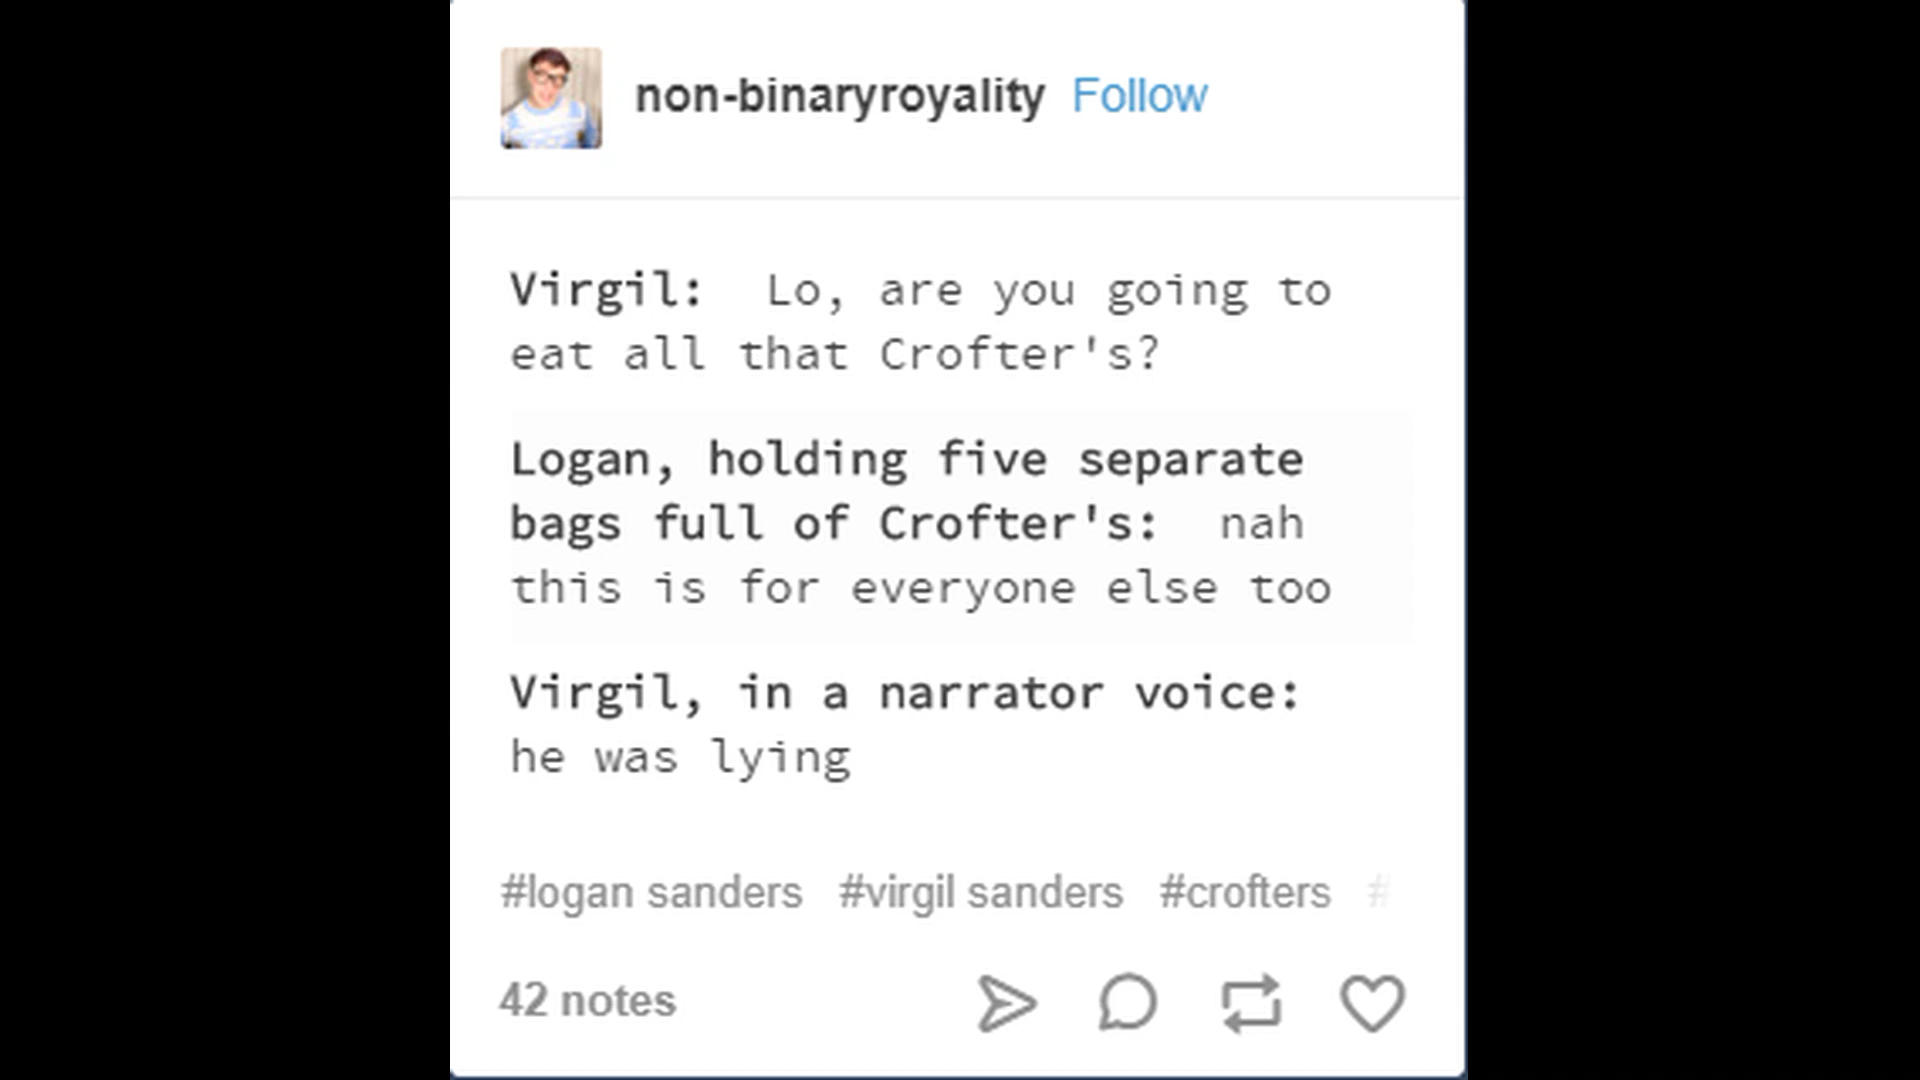 non-binaryroyality Follow
Virgil: Lo, are you going to
eat all that Crofter's?
Logan, holding five separate
bags full of Crofter's: nah
this is for everyone else too
Virgil, in a narrator voice:
he was lying
#logan sanders #virgil sanders #crofters #
42 notes